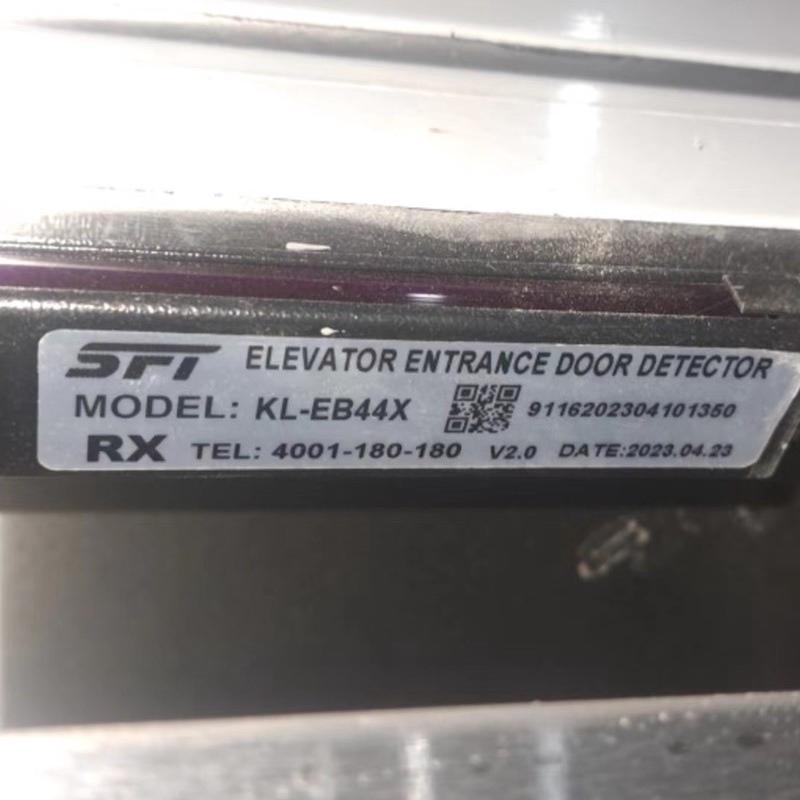 SFT ELEVATOR ENTRANCE DOOR DETECTOR
MODEL: KL-EB44X 9116202304101350
RX TEL: 4001-180-180 V2.0 DATE:2023.04.23